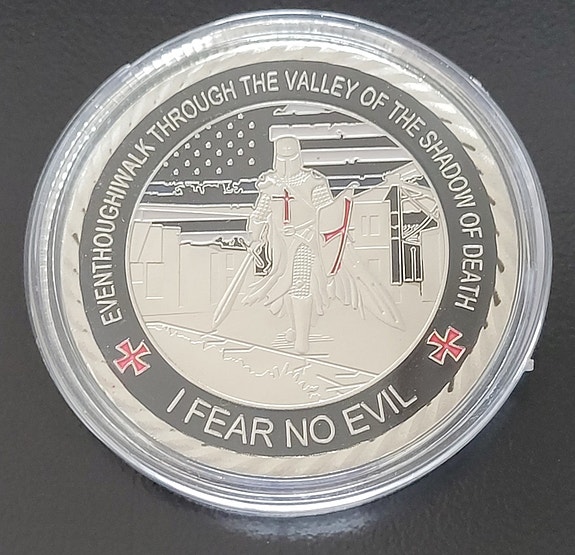 EVENTHOUGHIWALK THROUGH THE VALLEY OF THE SHADOW OF DEATH
I FEAR NO EVIL